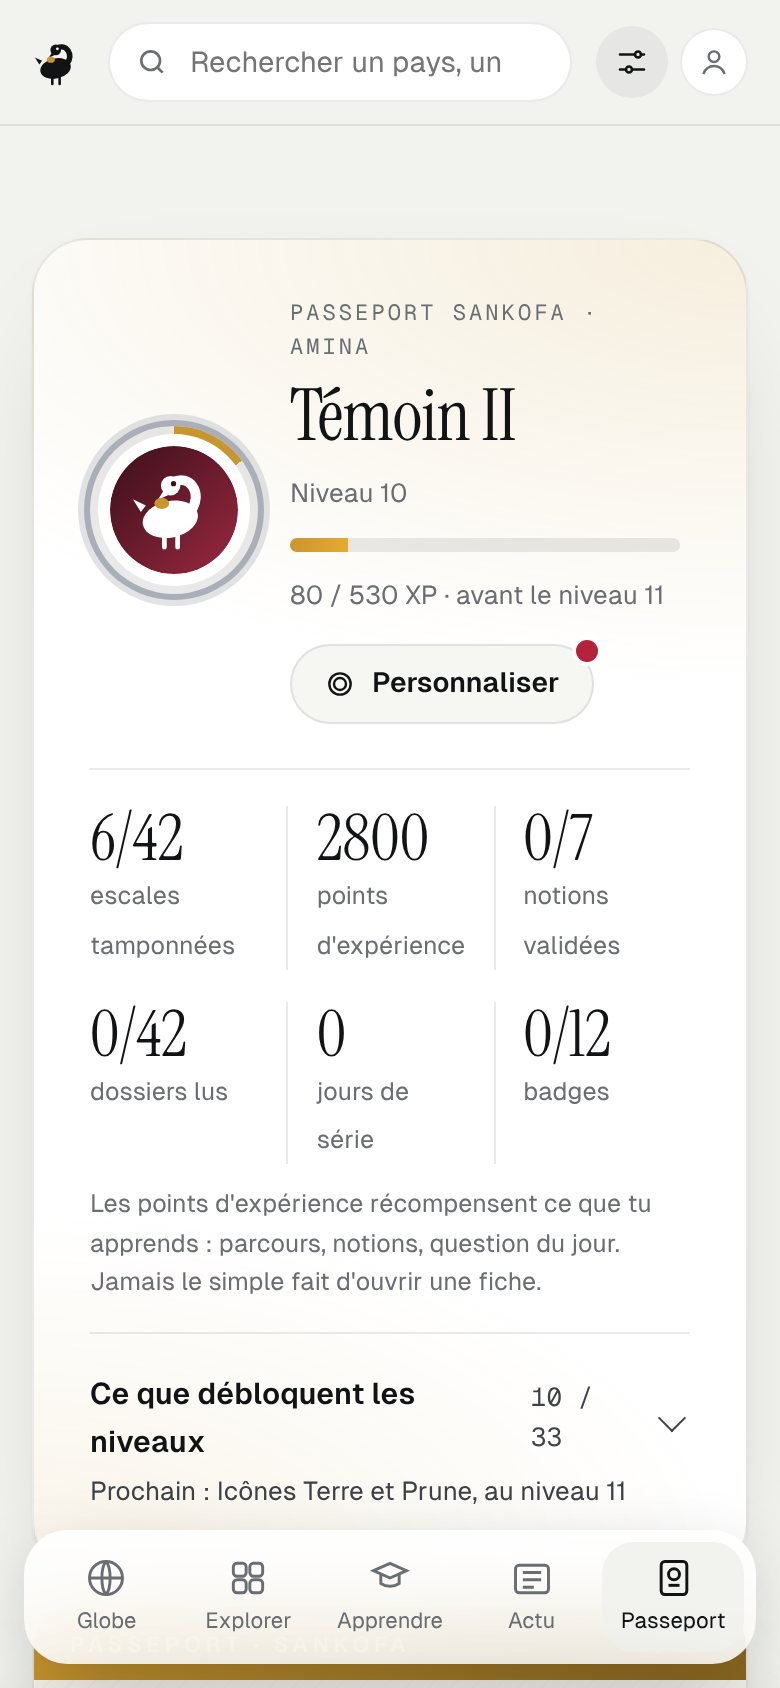 Rechercher un pays, un
PASSEPORT SANKOFA ·
AMINA
Témoin II
Niveau 10
80 / 530 XP · avant le niveau 11
Personnaliser
6/42
escales
tamponnées
2800
points
d'expérience
0/7
notions
validées
0/42
dossiers lus
0
jours de
série
0/12
badges
Les points d'expérience récompensent ce que tu
apprends : parcours, notions, question du jour.
Jamais le simple fait d'ouvrir une fiche.
Ce que débloquent les
niveaux
10 /
33
Prochain : Icônes Terre et Prune, au niveau 11
Globe
Explorer
Apprendre
Actu
Passeport
PASSEPORT · SANKOFA